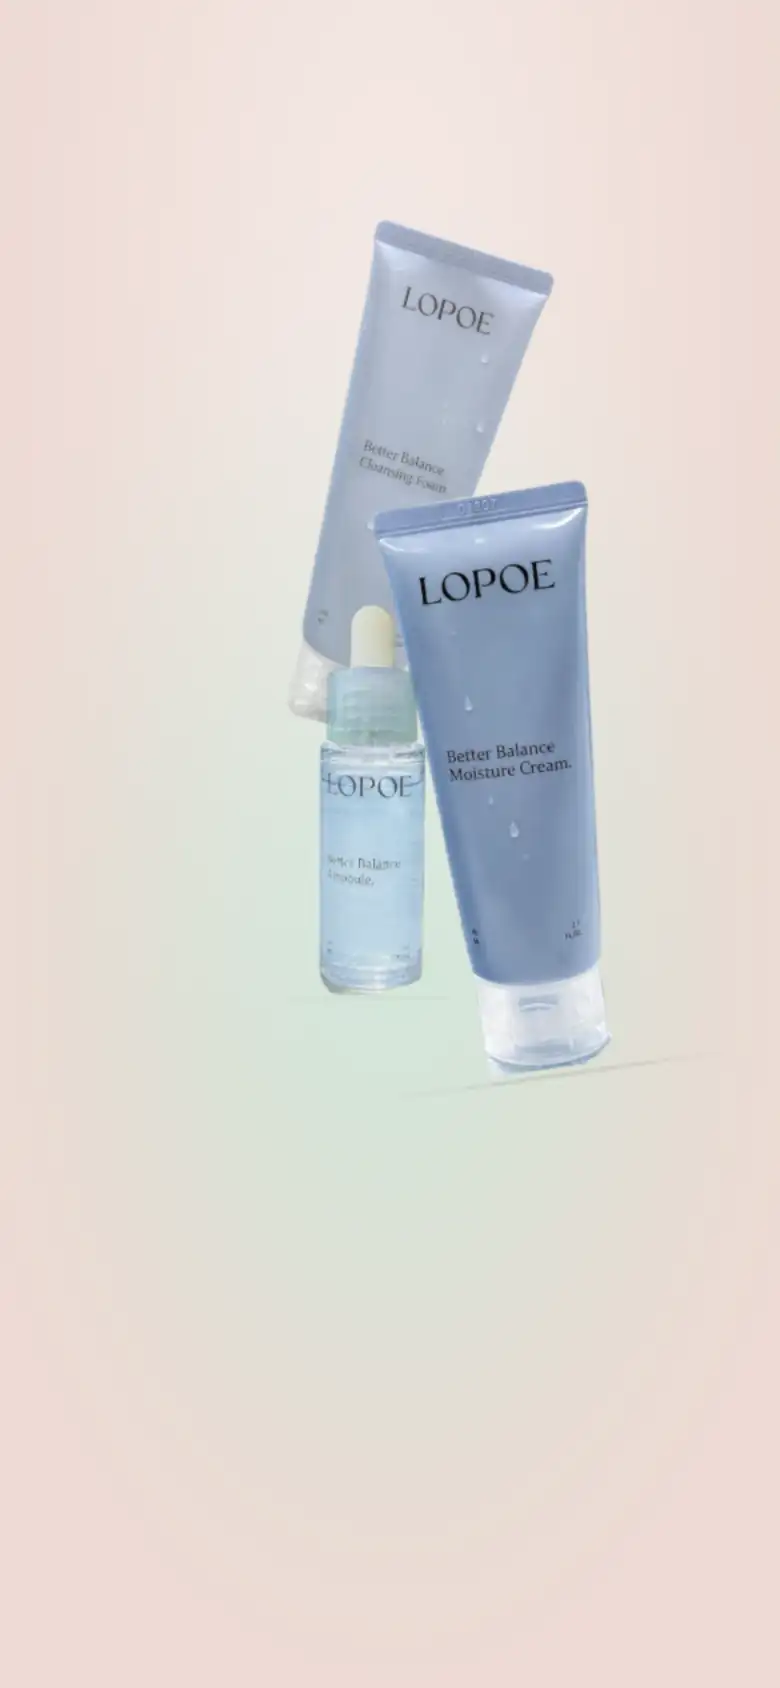 LOPOE
Better Balance
Cleansing Foam
LOPOE
Better Balance
Moisture Cream.
LOPOE
Better Balance
Ampoule.